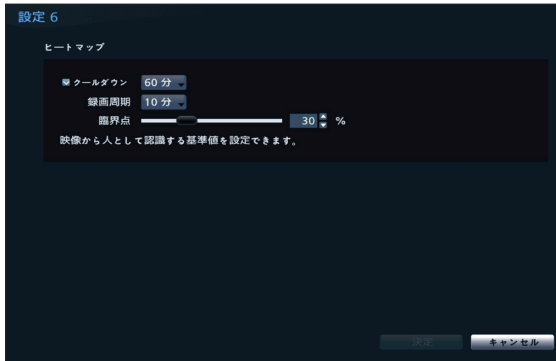 設定 6
ヒートマップ
クールダウン 60 分
録画周期 10 分
臨界点 30 %
映像から人として認識する基準値を設定できます。
決定 キャンセル